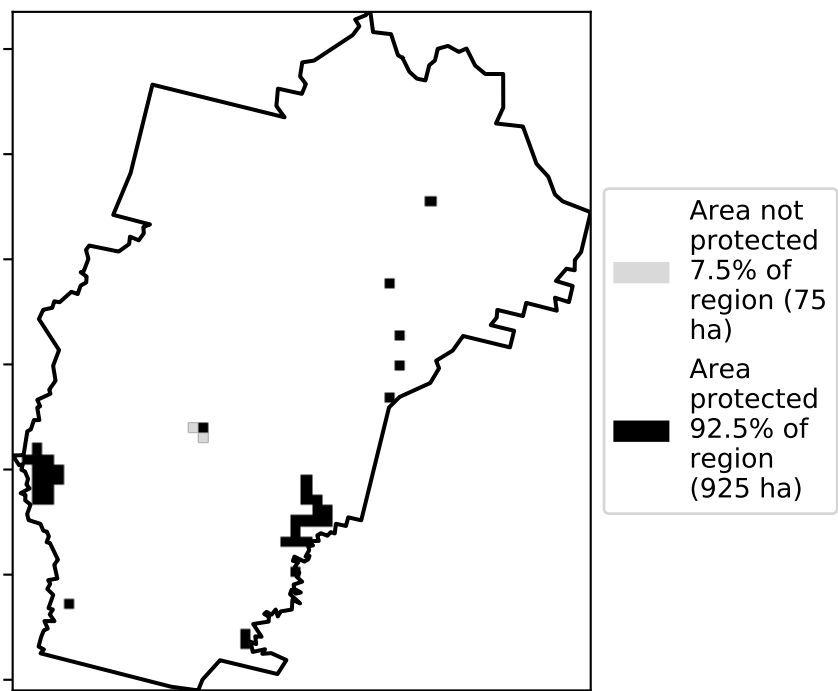 Area not
protected
7.5% of
region (75
ha)
Area
protected
92.5% of
region
(925 ha)